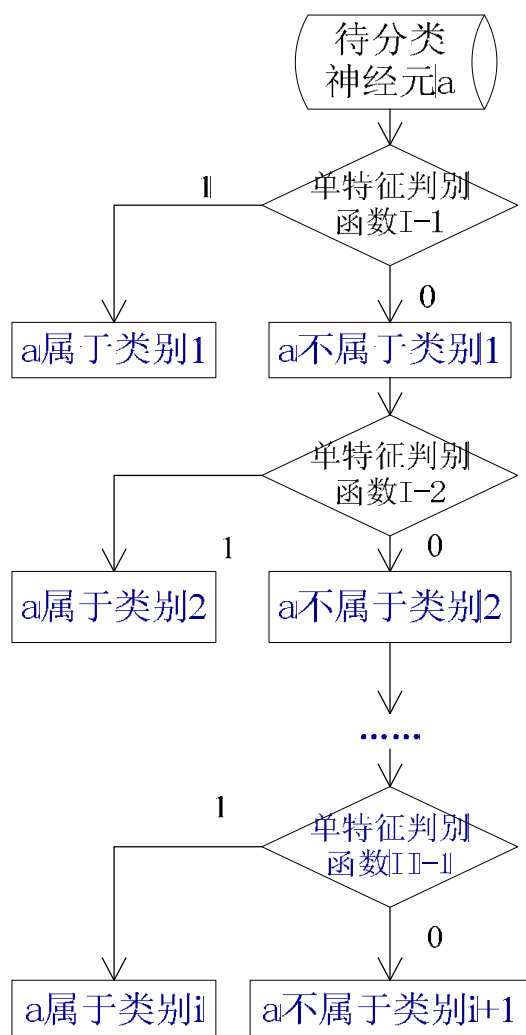 待分类
神经元a
单特征判别
函数I-1
1
0
a属于类别1
a不属于类别1
单特征判别
函数I-2
1
0
a属于类别2
a不属于类别2
……
单特征判别
函数II-1
1
0
a属于类别i
a不属于类别i+1